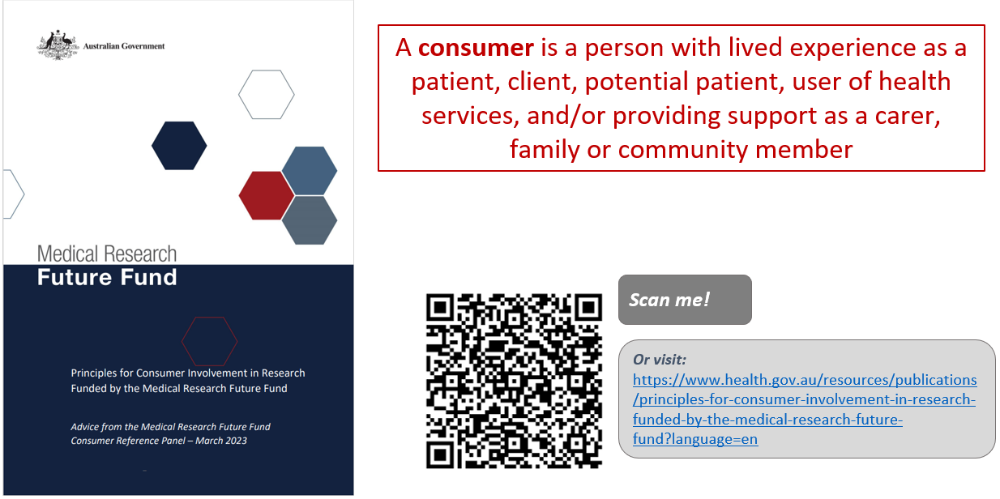 Australian Government
Medical Research
Future Fund
Principles for Consumer Involvement in Research
Funded by the Medical Research Future Fund
Advice from the Medical Research Future Fund
Consumer Reference Panel – March 2023
A consumer is a person with lived experience as a
patient, client, potential patient, user of health
services, and/or providing support as a carer,
family or community member
Scan me!
Or visit:
https://www.health.gov.au/resources/publications
/principles-for-consumer-involvement-in-research-
funded-by-the-medical-research-future-
fund?language=en